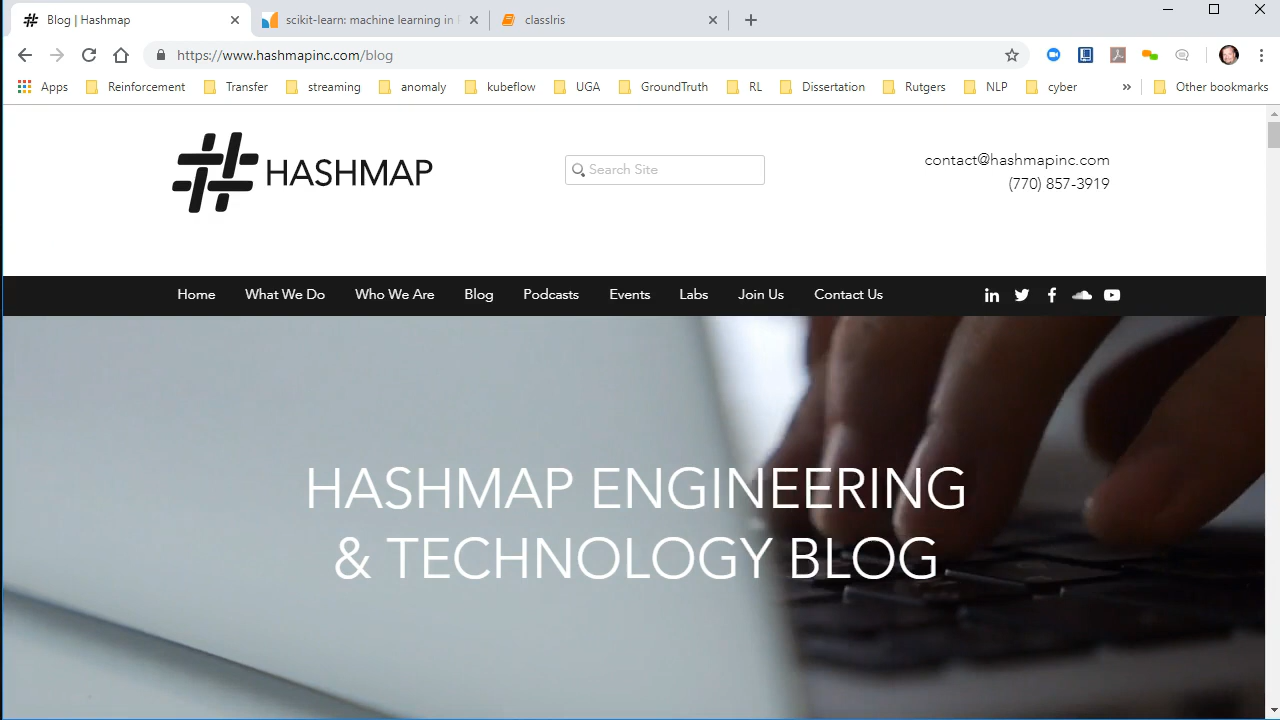 Blog | Hashmap
scikit-learn: machine learning in
classIris
https://www.hashmapinc.com/blog
Apps Reinforcement Transfer streaming anomaly kubeflow UGA GroundTruth RL Dissertation Rutgers NLP cyber » Other bookmarks
HASHMAP
Search Site
contact@hashmapinc.com
(770) 857-3919
Home What We Do Who We Are Blog Podcasts Events Labs Join Us Contact Us
HASHMAP ENGINEERING
& TECHNOLOGY BLOG